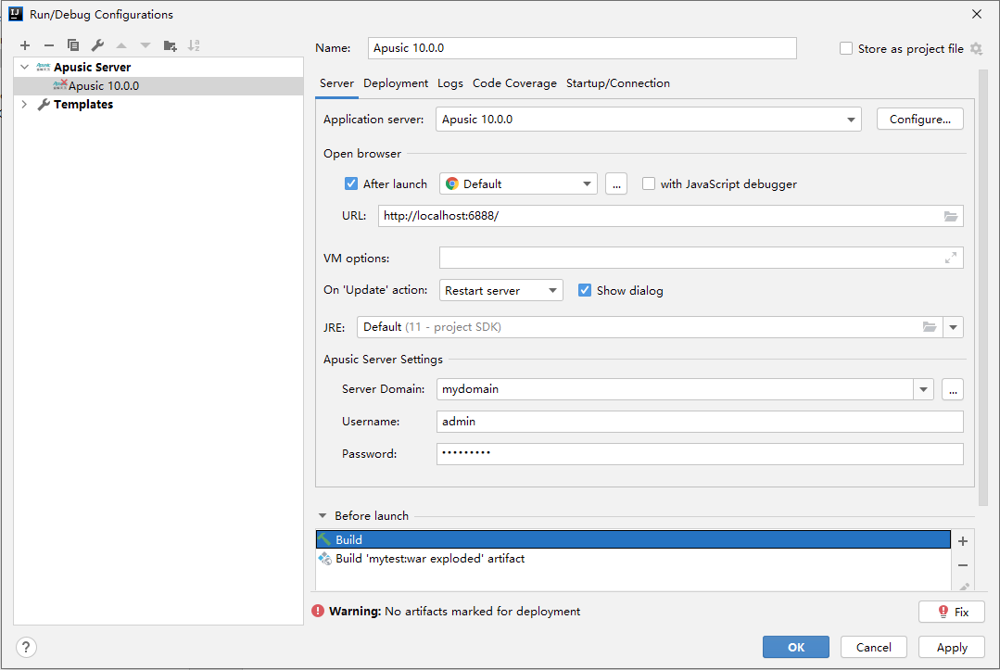 Run/Debug Configurations
Name: Apusic 10.0.0
Store as project file
Apusic Server
Apusic 10.0.0
Templates
Server Deployment Logs Code Coverage Startup/Connection
Application server: Apusic 10.0.0 Configure...
Open browser
After launch Default ... with JavaScript debugger
URL: http://localhost:6888/
VM options:
On 'Update' action: Restart server Show dialog
JRE: Default (11 - project SDK)
Apusic Server Settings
Server Domain: mydomain ...
Username: admin
Password: •••••••••
Before launch
Build
Build 'mytest:war exploded' artifact
Warning: No artifacts marked for deployment
Fix
? OK Cancel Apply